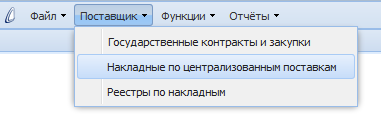 Файл Поставщик Функции Отчёты
Государственные контракты и закупки
Накладные по централизованным поставкам
Реестры по накладным